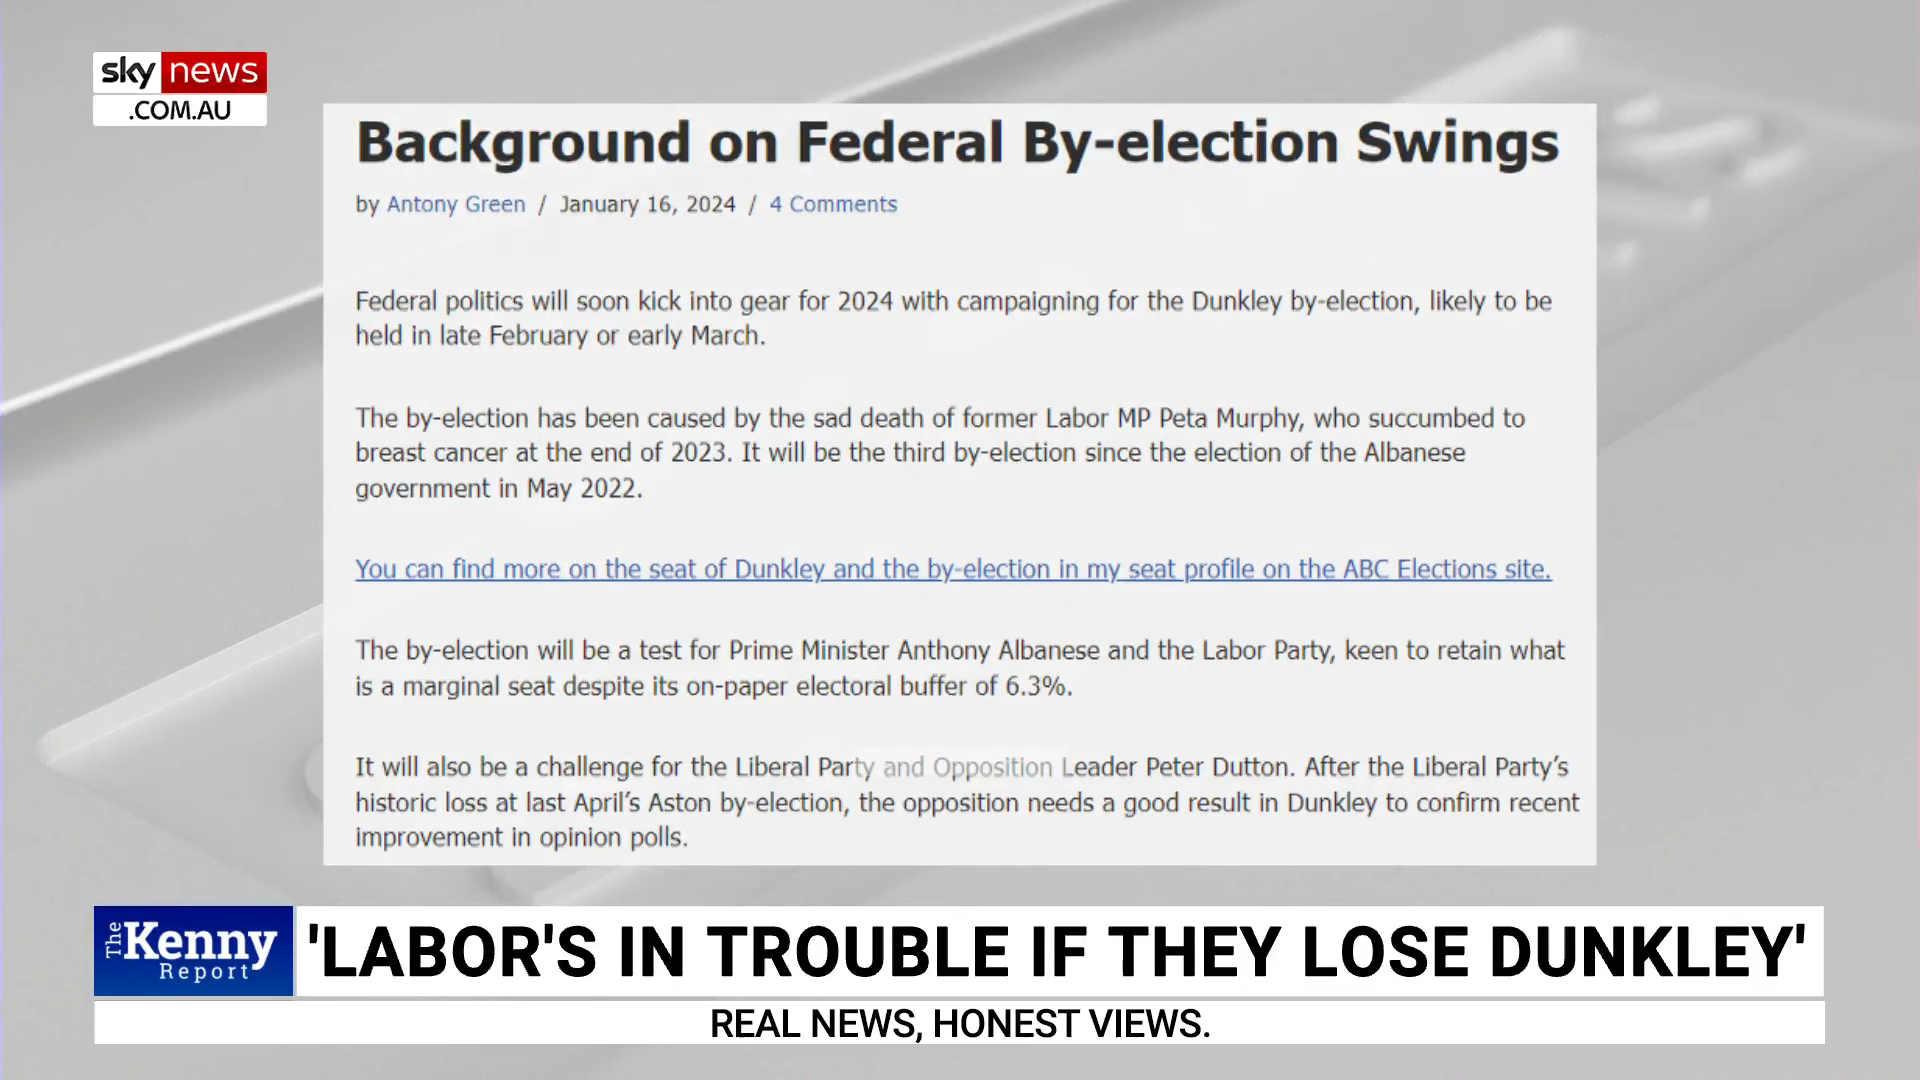 sky news
.COM.AU
Background on Federal By-election Swings
by Antony Green / January 16, 2024 / 4 Comments
Federal politics will soon kick into gear for 2024 with campaigning for the Dunkley by-election, likely to be
held in late February or early March.
The by-election has been caused by the sad death of former Labor MP Peta Murphy, who succumbed to
breast cancer at the end of 2023. It will be the third by-election since the election of the Albanese
government in May 2022.
You can find more on the seat of Dunkley and the by-election in my seat profile on the ABC Elections site.
The by-election will be a test for Prime Minister Anthony Albanese and the Labor Party, keen to retain what
is a marginal seat despite its on-paper electoral buffer of 6.3%.
It will also be a challenge for the Liberal Party and Opposition Leader Peter Dutton. After the Liberal Party’s
historic loss at last April’s Aston by-election, the opposition needs a good result in Dunkley to confirm recent
improvement in opinion polls.
The Kenny Report
'LABOR'S IN TROUBLE IF THEY LOSE DUNKLEY'
REAL NEWS, HONEST VIEWS.